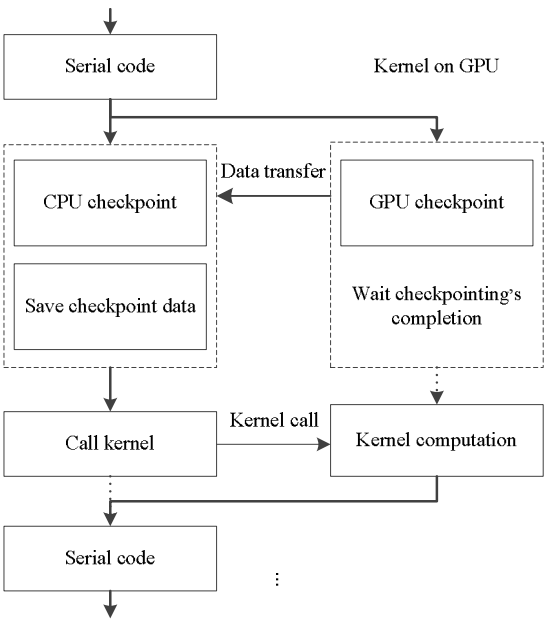 Serial code
Kernel on GPU
Data transfer
CPU checkpoint
GPU checkpoint
Save checkpoint data
Wait checkpointing's
completion
Kernel call
Call kernel
Kernel computation
Serial code
...